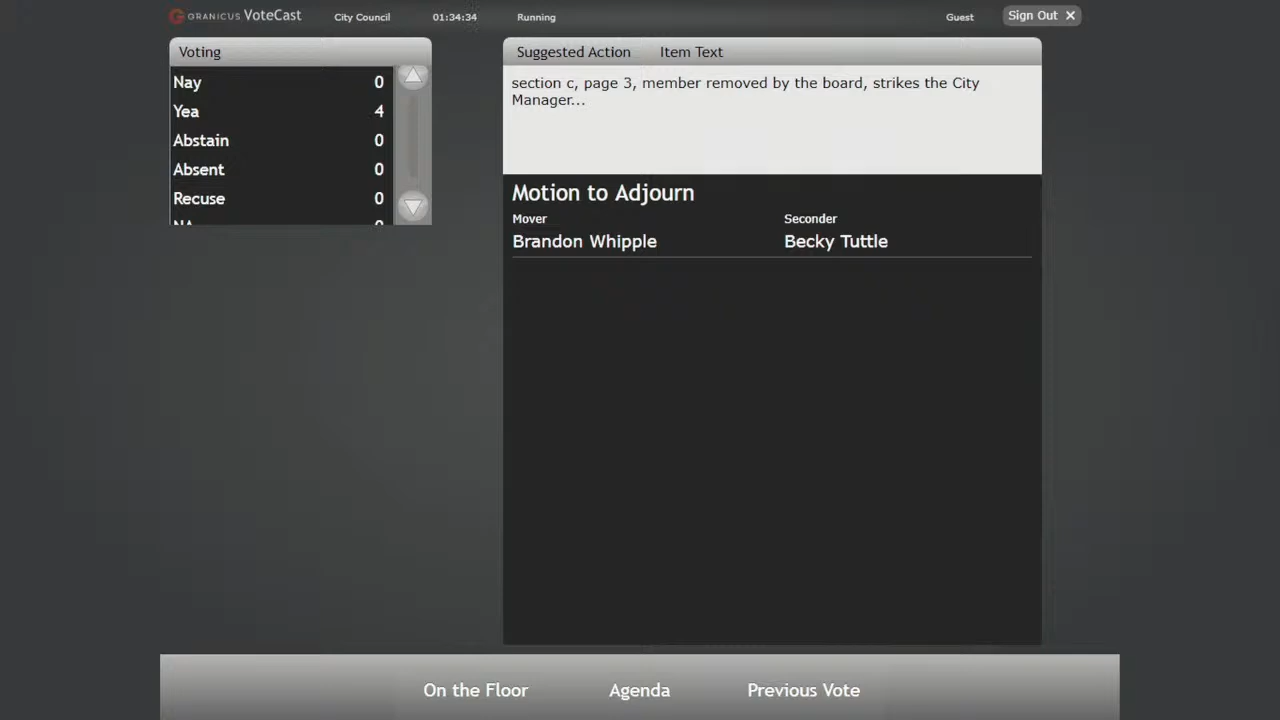 GRANICUS VoteCast City Council 01:34:34 Running Guest Sign Out ✕
Voting
Nay 0
Yea 4
Abstain 0
Absent 0
Recuse 0
NA 0
Suggested Action Item Text
section c, page 3, member removed by the board, strikes the City
Manager...
Motion to Adjourn
Mover Seconder
Brandon Whipple Becky Tuttle
On the Floor Agenda Previous Vote